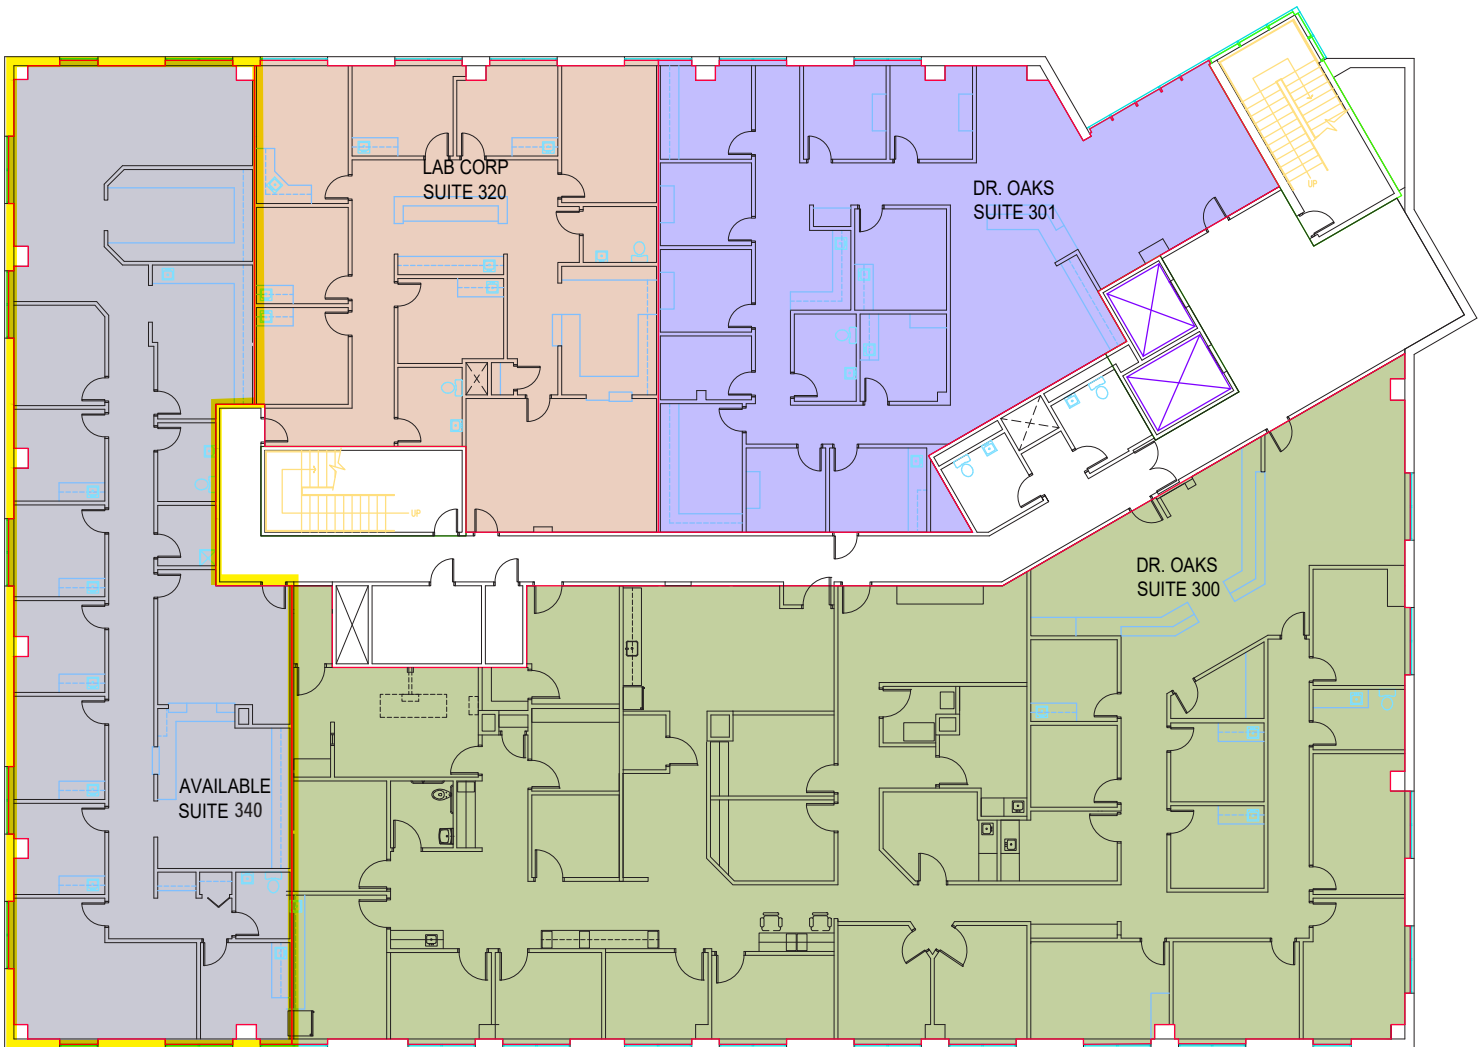 LAB CORP
SUITE 320
DR. OAKS
SUITE 301
UP
UP
DR. OAKS
SUITE 300
AVAILABLE
SUITE 340